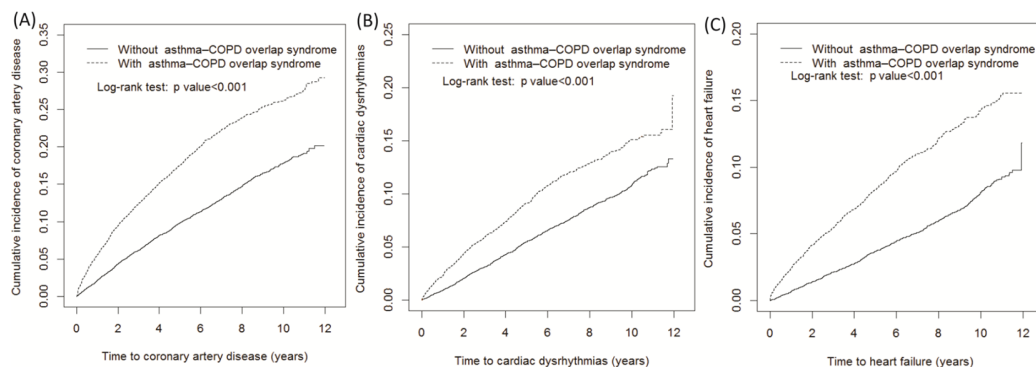 (A)
Cumulative incidence of coronary artery disease
0.00 0.05 0.10 0.15 0.20 0.25 0.30 0.35
Without asthma–COPD overlap syndrome
With asthma–COPD overlap syndrome
Log-rank test: p value<0.001
0 2 4 6 8 10 12
Time to coronary artery disease (years)
(B)
Cumulative incidence of cardiac dysrhythmias
0.00 0.05 0.10 0.15 0.20 0.25
Without asthma–COPD overlap syndrome
With asthma–COPD overlap syndrome
Log-rank test: p value<0.001
0 2 4 6 8 10 12
Time to cardiac dysrhythmias (years)
(C)
Cumulative incidence of heart failure
0.00 0.05 0.10 0.15 0.20
Without asthma–COPD overlap syndrome
With asthma–COPD overlap syndrome
Log-rank test: p value<0.001
0 2 4 6 8 10 12
Time to heart failure (years)